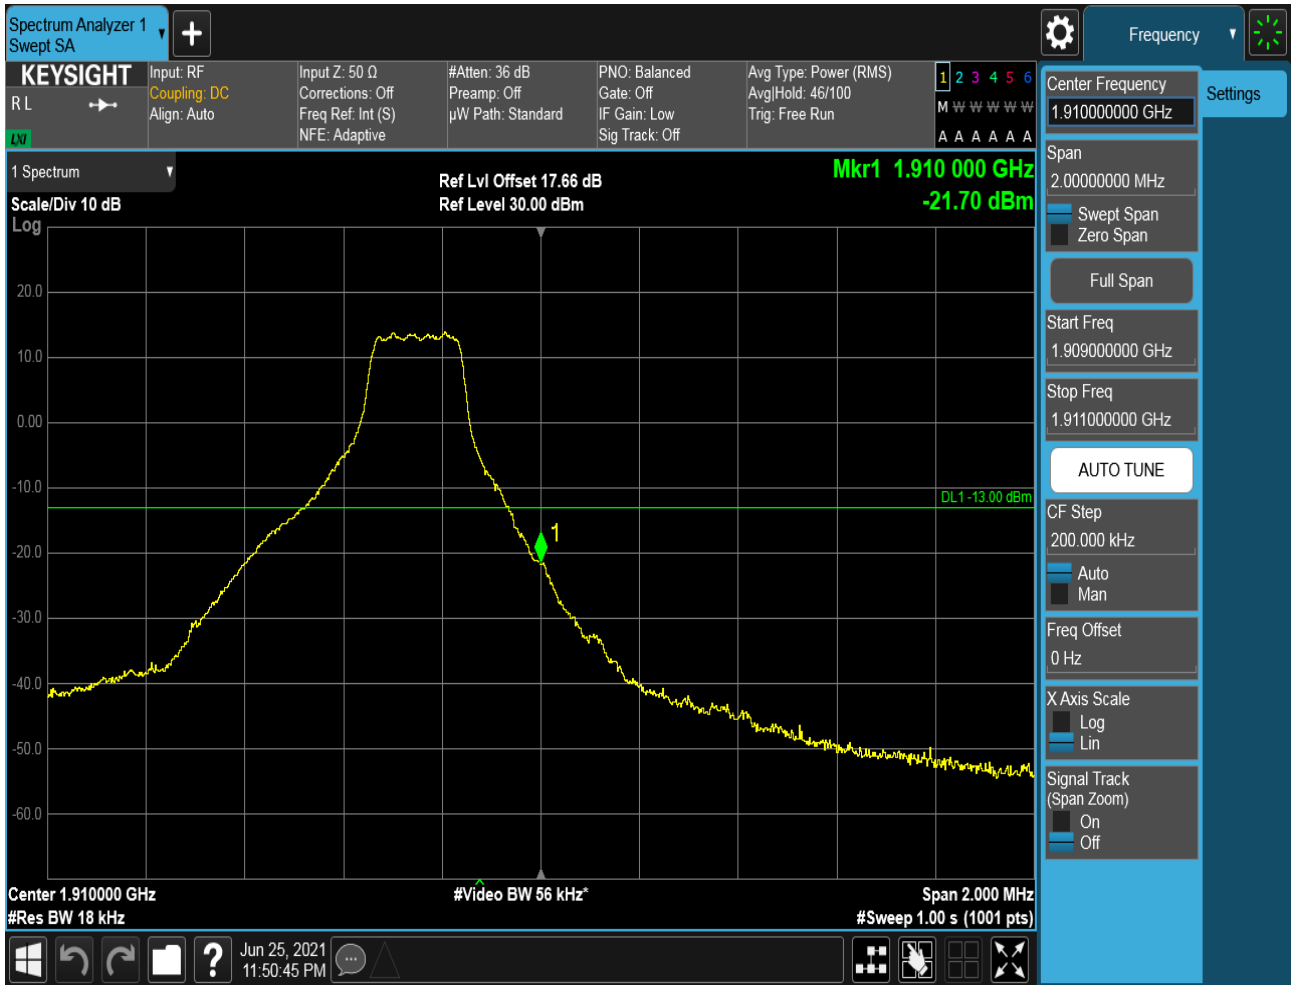 Spectrum Analyzer 1
Swept SA
Frequency
KEYSIGHT
R L
LXI
Input: RF
Coupling: DC
Align: Auto
Input Z: 50 Ω
Corrections: Off
Freq Ref: Int (S)
NFE: Adaptive
#Atten: 36 dB
Preamp: Off
µW Path: Standard
PNO: Balanced
Gate: Off
IF Gain: Low
Sig Track: Off
Avg Type: Power (RMS)
Avg|Hold: 46/100
Trig: Free Run
1 2 3 4 5 6
M W W W W W
A A A A A A
1 Spectrum
Scale/Div 10 dB
Log
Ref Lvl Offset 17.66 dB
Ref Level 30.00 dBm
Mkr1 1.910 000 GHz
-21.70 dBm
20.0
10.0
0.00
-10.0
-20.0
-30.0
-40.0
-50.0
-60.0
DL1 -13.00 dBm
1
Center 1.910000 GHz
#Res BW 18 kHz
#Video BW 56 kHz*
Span 2.000 MHz
#Sweep 1.00 s (1001 pts)
?
Jun 25, 2021
11:50:45 PM
Center Frequency
1.910000000 GHz
Settings
Span
2.00000000 MHz
Swept Span
Zero Span
Full Span
Start Freq
1.909000000 GHz
Stop Freq
1.911000000 GHz
AUTO TUNE
CF Step
200.000 kHz
Auto
Man
Freq Offset
0 Hz
X Axis Scale
Log
Lin
Signal Track
(Span Zoom)
On
Off